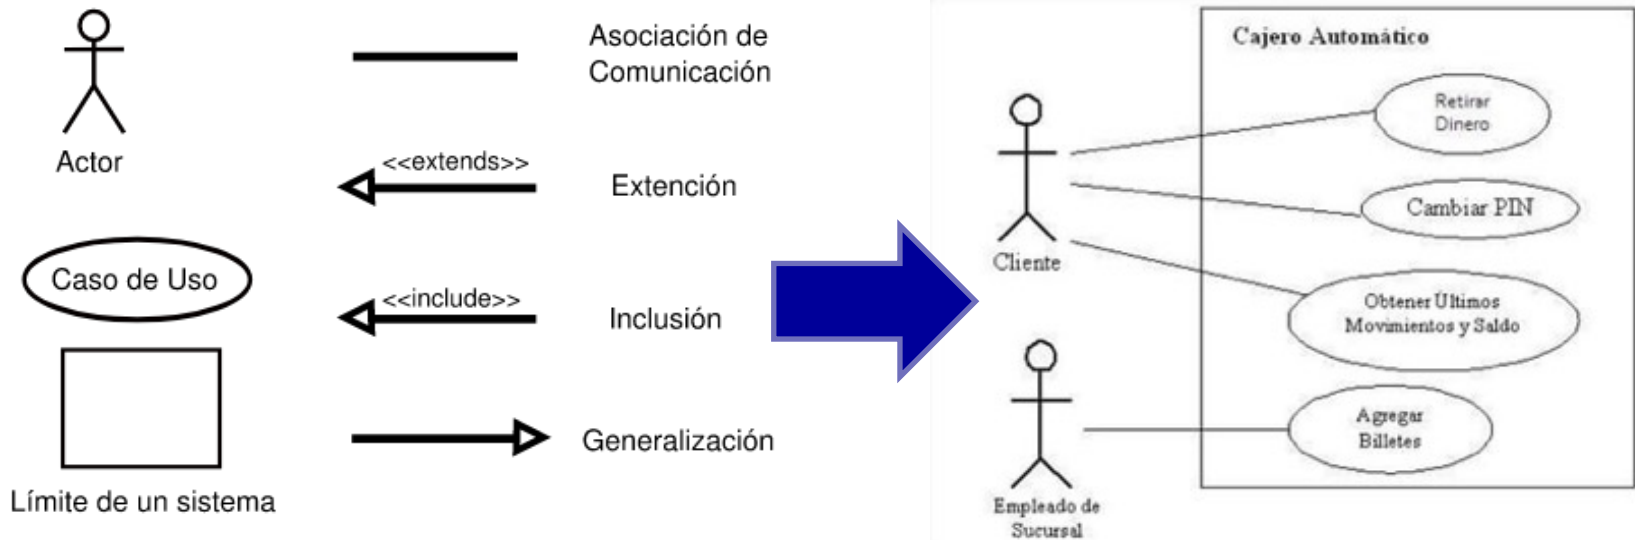 Actor
Caso de Uso
Límite de un sistema
Asociación de
Comunicación
<<extends>>
Extención
<<include>>
Inclusión
Generalización
Cajero Automático
Retirar
Dinero
Cambiar PIN
Cliente
Obtener Últimos
Movimientos y Saldo
Agregar
Billetes
Empleado de
Sucursal